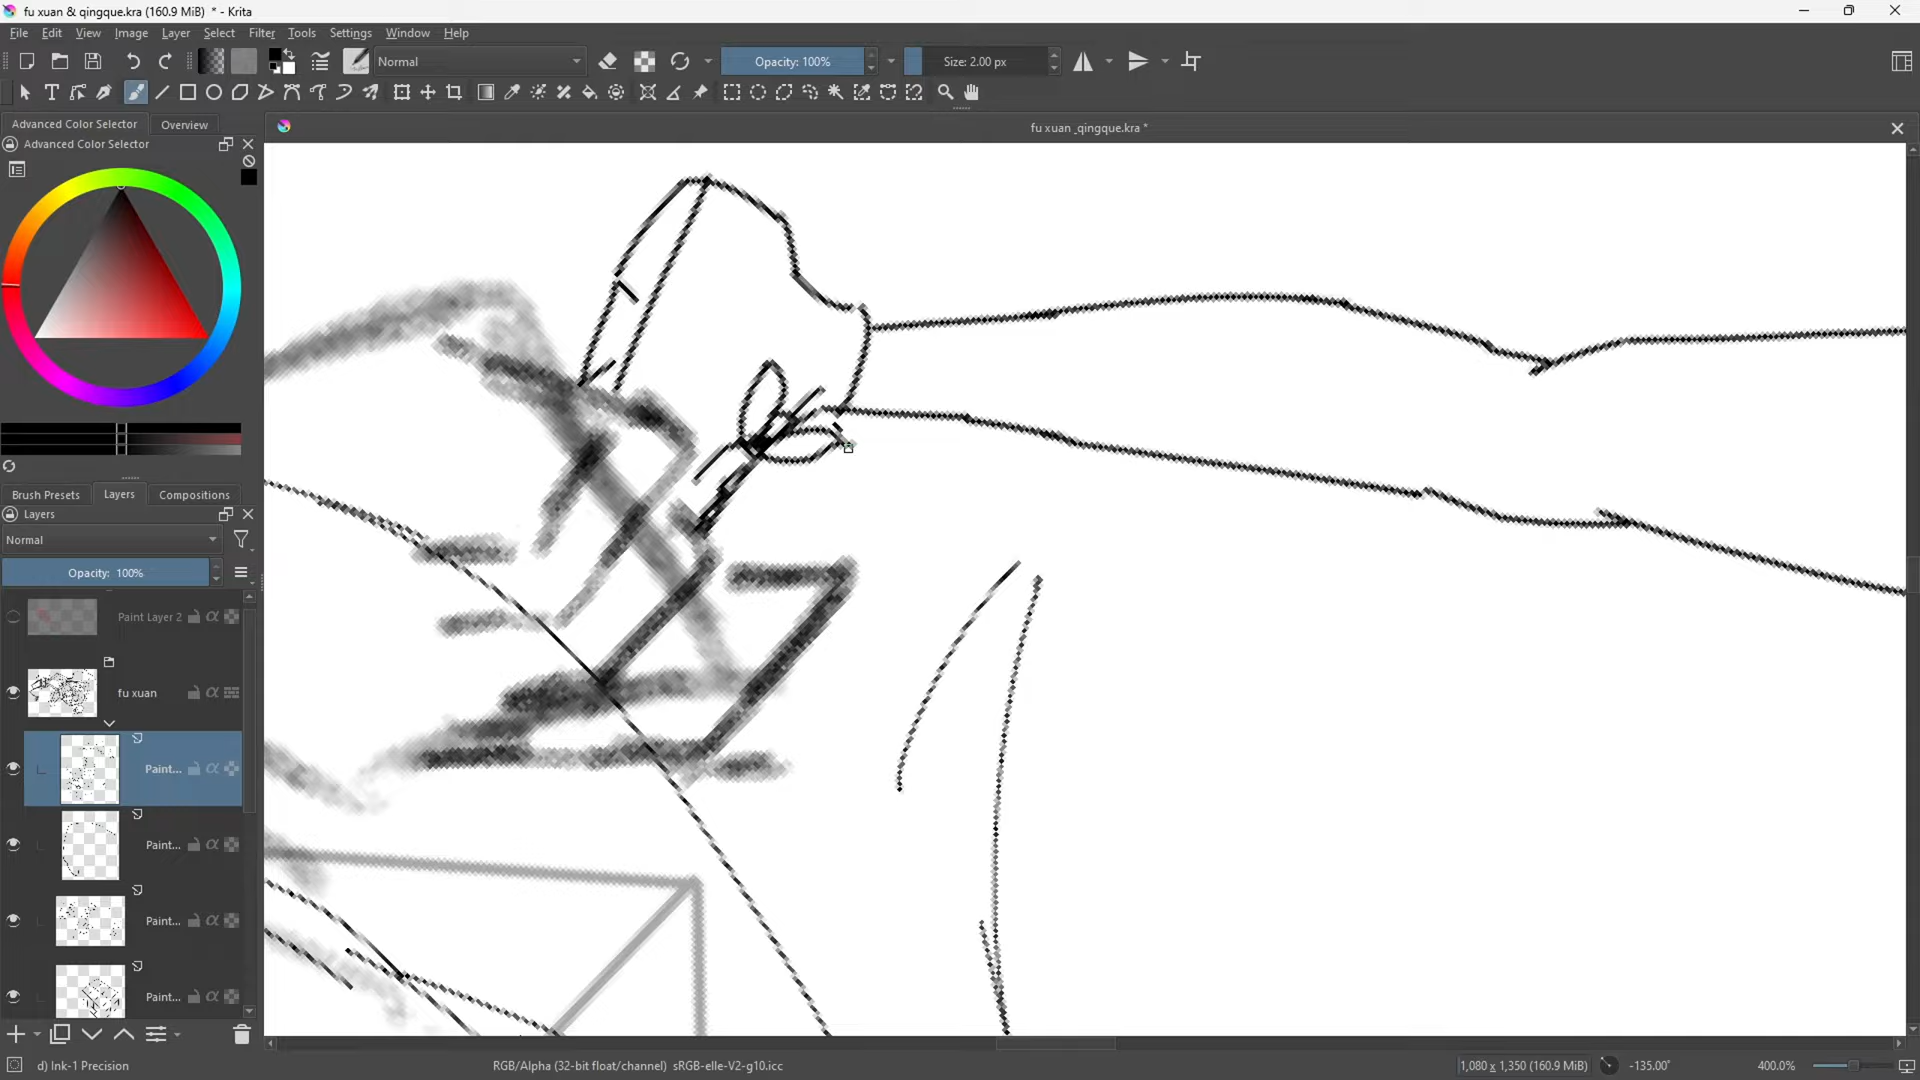 fu xuan & qingque.kra (160.9 MiB)  * - Krita
File Edit View Image Layer Select Filter Tools Settings Window Help
Normal Opacity: 100% Size: 2.00 px
Advanced Color Selector Overview fu xuan _qingque.kra *
Advanced Color Selector
Brush Presets Layers Compositions
Layers
Normal
Opacity:  100%
Paint Layer 2
fu xuan
Paint...
Paint...
Paint...
Paint...
d) Ink-1 Precision RGB/Alpha (32-bit float/channel)  sRGB-elle-V2-g10.icc 1,080 x 1,350 (160.9 MiB) -135.00° 400.0%